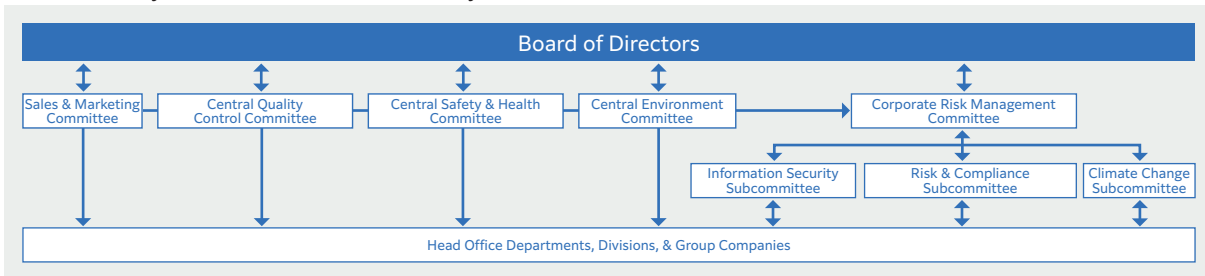 Board of Directors
Sales & Marketing
Committee
Central Quality
Control Committee
Central Safety & Health
Committee
Central Environment
Committee
Corporate Risk Management
Committee
Information Security
Subcommittee
Risk & Compliance
Subcommittee
Climate Change
Subcommittee
Head Office Departments, Divisions, & Group Companies